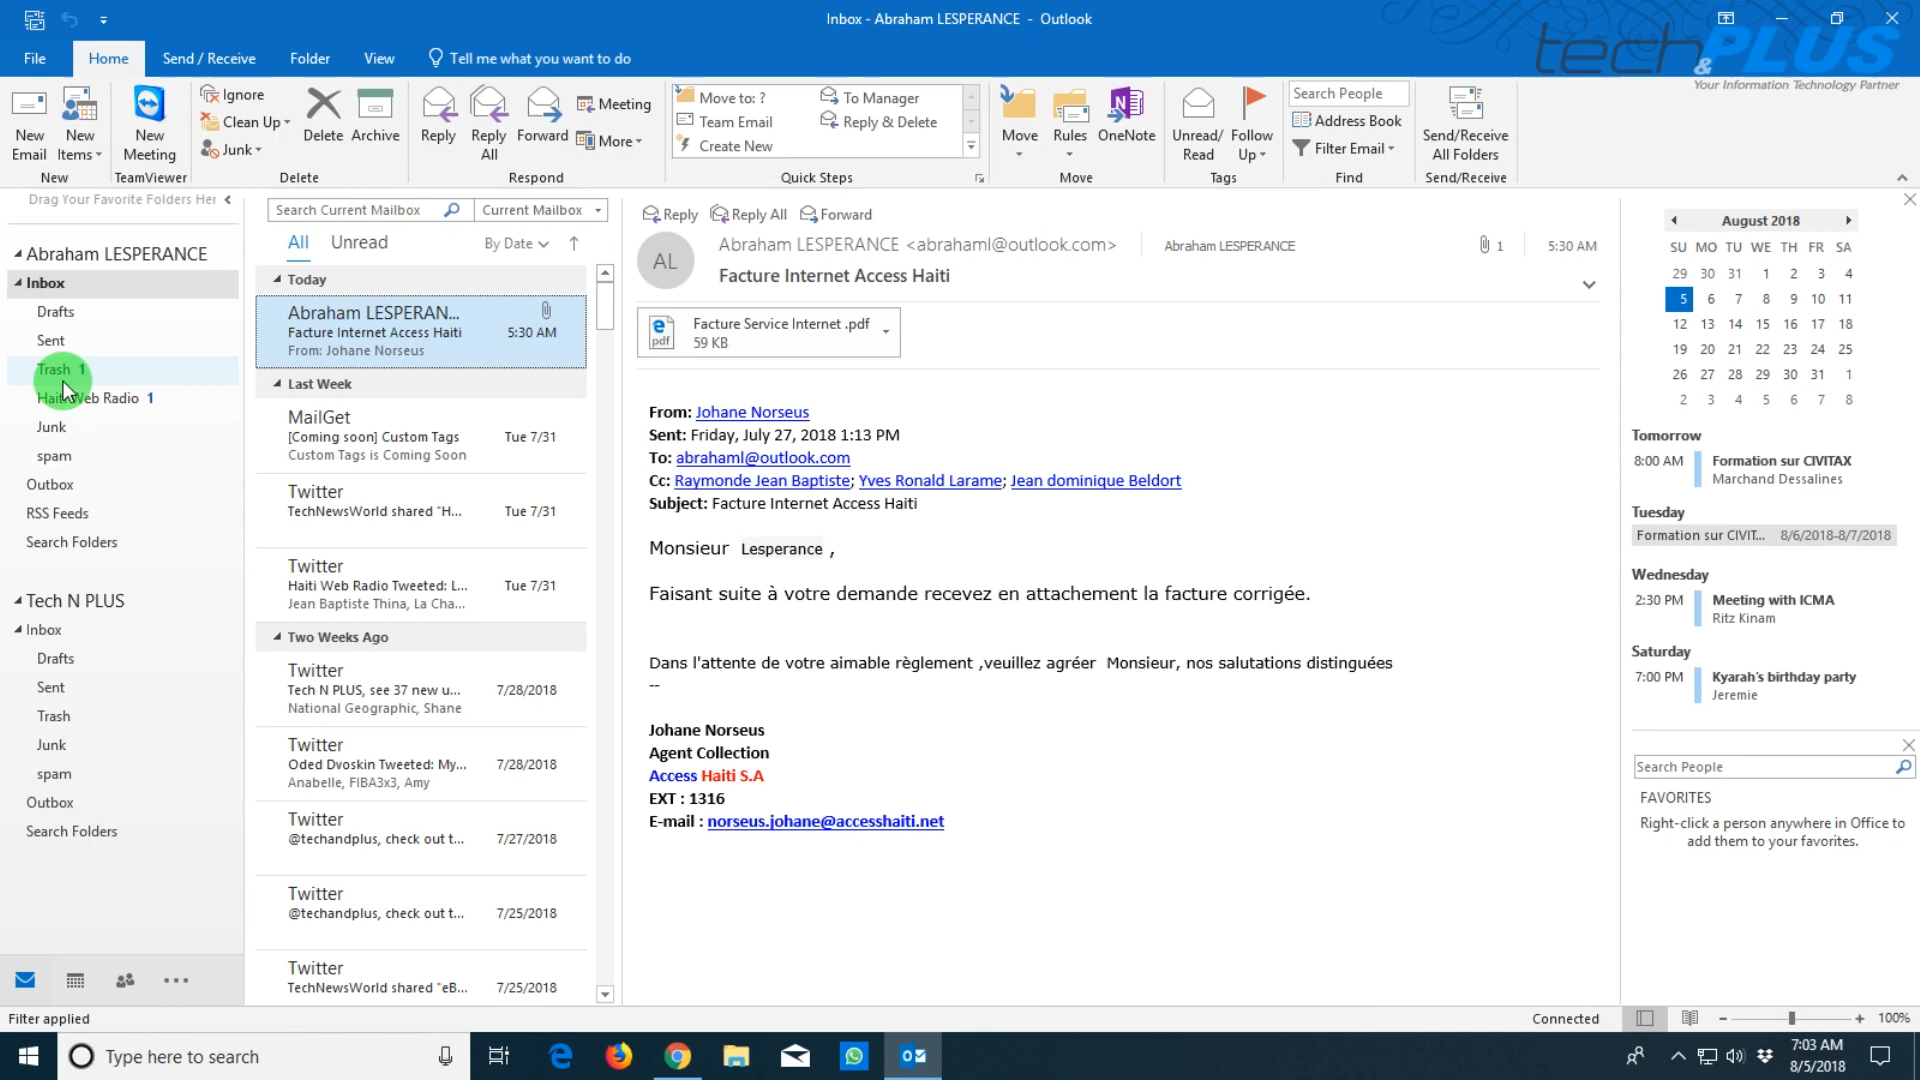 Inbox - Abraham LESPERANCE - Outlook
tech & PLUS
Your Information Technology Partner
File
Home
Send / Receive
Folder
View
Tell me what you want to do
New Email
New Items
New
New Meeting
TeamViewer
Ignore
Clean Up
Junk
Delete
Archive
Delete
Reply
Reply All
Forward
Meeting
More
Respond
Move to: ?
Team Email
Create New
To Manager
Reply & Delete
Quick Steps
Move
Rules
OneNote
Move
Unread/ Read
Follow Up
Tags
Search People
Address Book
Filter Email
Find
Send/Receive All Folders
Send/Receive
Drag Your Favorite Folders Her
Abraham LESPERANCE
Inbox
Drafts
Sent
Trash 1
Haiti Web Radio 1
Junk
spam
Outbox
RSS Feeds
Search Folders
Tech N PLUS
Inbox
Drafts
Sent
Trash
Junk
spam
Outbox
Search Folders
Search Current Mailbox
Current Mailbox
All
Unread
By Date
Today
Abraham LESPERAN...
Facture Internet Access Haiti 5:30 AM
From: Johane Norseus
Last Week
MailGet
[Coming soon] Custom Tags Tue 7/31
Custom Tags is Coming Soon
Twitter
TechNewsWorld shared "H... Tue 7/31
Twitter
Haiti Web Radio Tweeted: L... Tue 7/31
Jean Baptiste Thina, La Cha...
Two Weeks Ago
Twitter
Tech N PLUS, see 37 new u... 7/28/2018
National Geographic, Shane
Twitter
Oded Dvoskin Tweeted: My... 7/28/2018
Anabelle, FIBA3x3, Amy
Twitter
@techandplus, check out t... 7/27/2018
Twitter
@techandplus, check out t... 7/25/2018
Twitter
TechNewsWorld shared "eB... 7/25/2018
Reply Reply All Forward
AL
Abraham LESPERANCE <abrahaml@outlook.com>
Abraham LESPERANCE
1
5:30 AM
Facture Internet Access Haiti
pdf
Facture Service Internet .pdf
59 KB
From: Johane Norseus
Sent: Friday, July 27, 2018 1:13 PM
To: abrahaml@outlook.com
Cc: Raymonde Jean Baptiste; Yves Ronald Larame; Jean dominique Beldort
Subject: Facture Internet Access Haiti
Monsieur Lesperance ,
Faisant suite à votre demande recevez en attachement la facture corrigée.
Dans l'attente de votre aimable règlement ,veuillez agréer Monsieur, nos salutations distinguées
--
Johane Norseus
Agent Collection
Access Haiti S.A
EXT : 1316
E-mail : norseus.johane@accesshaiti.net
August 2018
SU MO TU WE TH FR SA
29 30 31 1 2 3 4
5 6 7 8 9 10 11
12 13 14 15 16 17 18
19 20 21 22 23 24 25
26 27 28 29 30 31 1
2 3 4 5 6 7 8
Tomorrow
8:00 AM Formation sur CIVITAX
Marchand Dessalines
Tuesday
Formation sur CIVIT... 8/6/2018-8/7/2018
Wednesday
2:30 PM Meeting with ICMA
Ritz Kinam
Saturday
7:00 PM Kyarah's birthday party
Jeremie
Search People
FAVORITES
Right-click a person anywhere in Office to
add them to your favorites.
Filter applied
Connected
100%
Type here to search
7:03 AM
8/5/2018